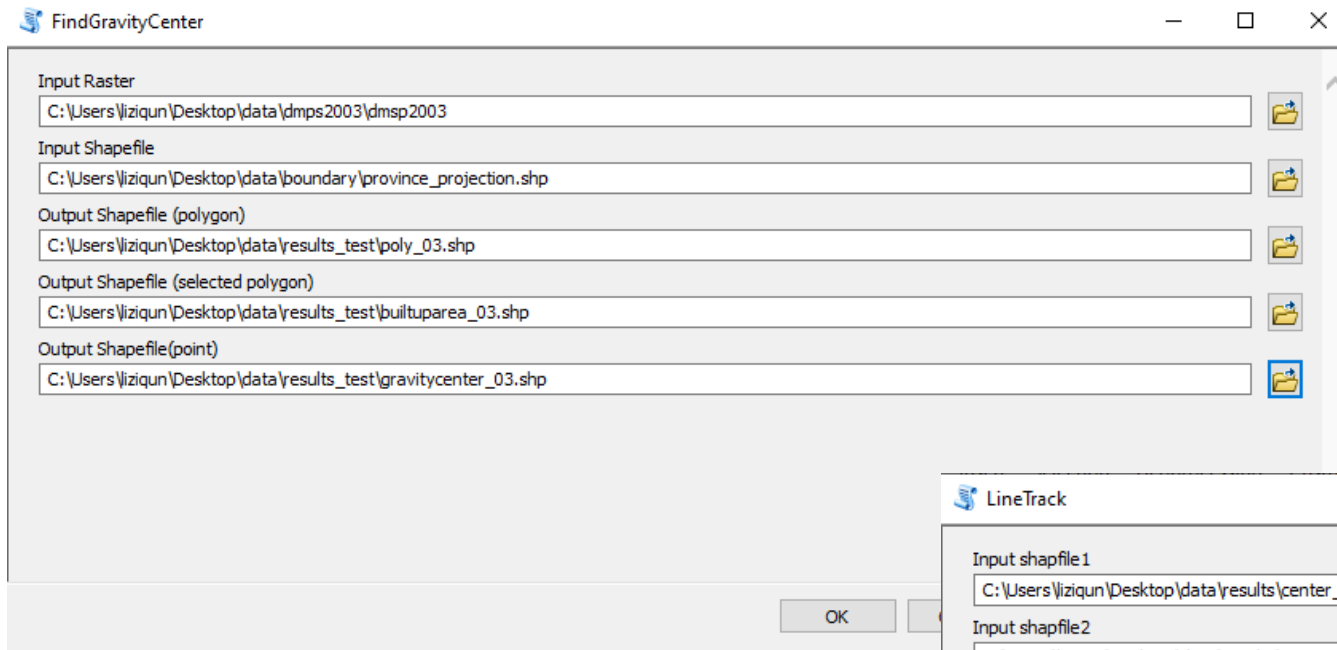 FindGravityCenter
Input Raster
C:\Users\liziqun\Desktop\data\dmps2003\dmsp2003
Input Shapefile
C:\Users\liziqun\Desktop\data\boundary\province_projection.shp
Output Shapefile (polygon)
C:\Users\liziqun\Desktop\data\results_test\poly_03.shp
Output Shapefile (selected polygon)
C:\Users\liziqun\Desktop\data\results_test\builtuparea_03.shp
Output Shapefile(point)
C:\Users\liziqun\Desktop\data\results_test\gravitycenter_03.shp
OK
LineTrack
Input shapfile1
C:\Users\liziqun\Desktop\data\results\center_
Input shapfile2